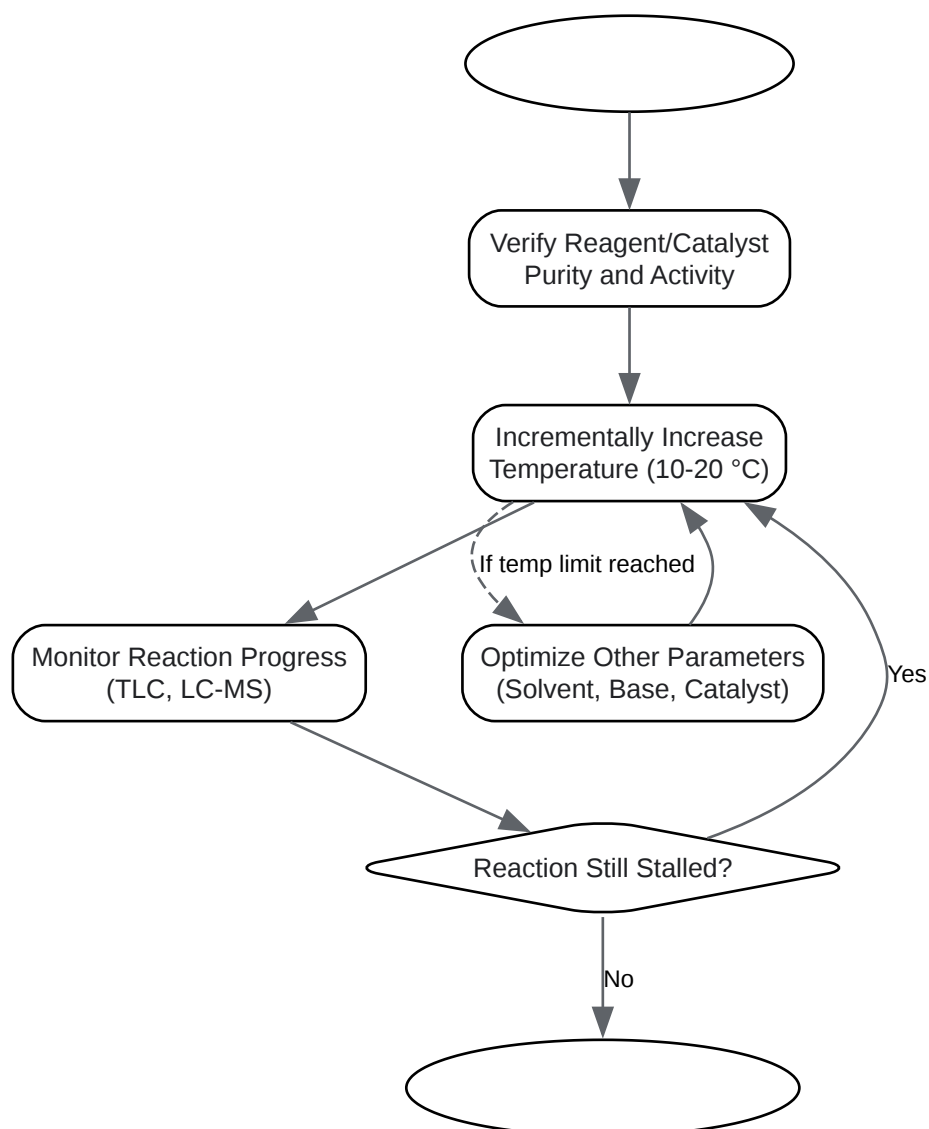 Verify Reagent/Catalyst
Purity and Activity
Incrementally Increase
Temperature (10-20 °C)
If temp limit reached
Monitor Reaction Progress
(TLC, LC-MS)
Optimize Other Parameters
(Solvent, Base, Catalyst)
Yes
Reaction Still Stalled?
No